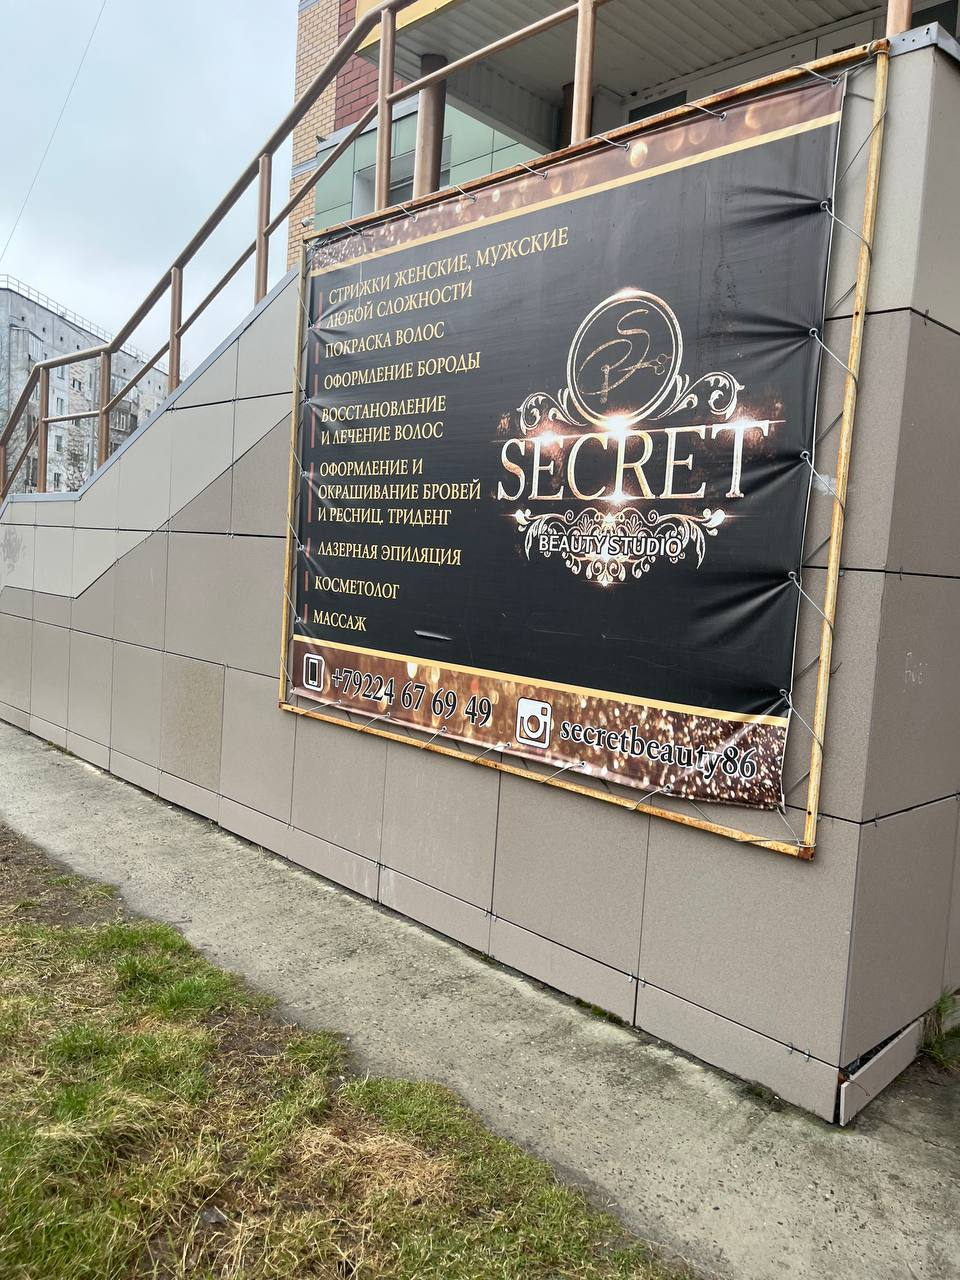 СТРИЖКИ ЖЕНСКИЕ, МУЖСКИЕ
ЛЮБОЙ СЛОЖНОСТИ
ПОКРАСКА ВОЛОС
ОФОРМЛЕНИЕ БОРОДЫ
ВОССТАНОВЛЕНИЕ
И ЛЕЧЕНИЕ ВОЛОС
ОФОРМЛЕНИЕ И
ОКРАШИВАНИЕ БРОВЕЙ
И РЕСНИЦ, ТРИДЕНГ
ЛАЗЕРНАЯ ЭПИЛЯЦИЯ
КОСМЕТОЛОГ
МАССАЖ
SECRET
BEAUTY STUDIO
+79224 67 69 49
secretbeauty86